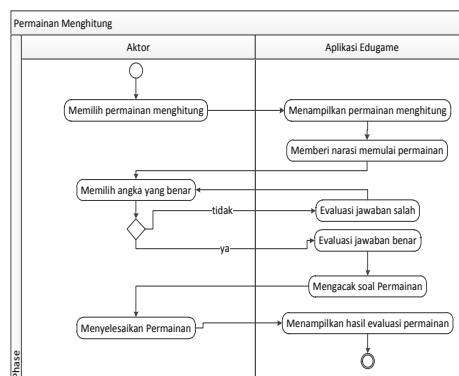 Permainan Menghitung
Aktor
Aplikasi Edugame
Memilih permainan menghitung
Menampilkan permainan menghitung
Memberi narasi memulai permainan
Memilih angka yang benar
tidak
Evaluasi jawaban salah
ya
Evaluasi jawaban benar
Mengacak soal Permainan
Menyelesaikan Permainan
Menampilkan hasil evaluasi permainan
Phase